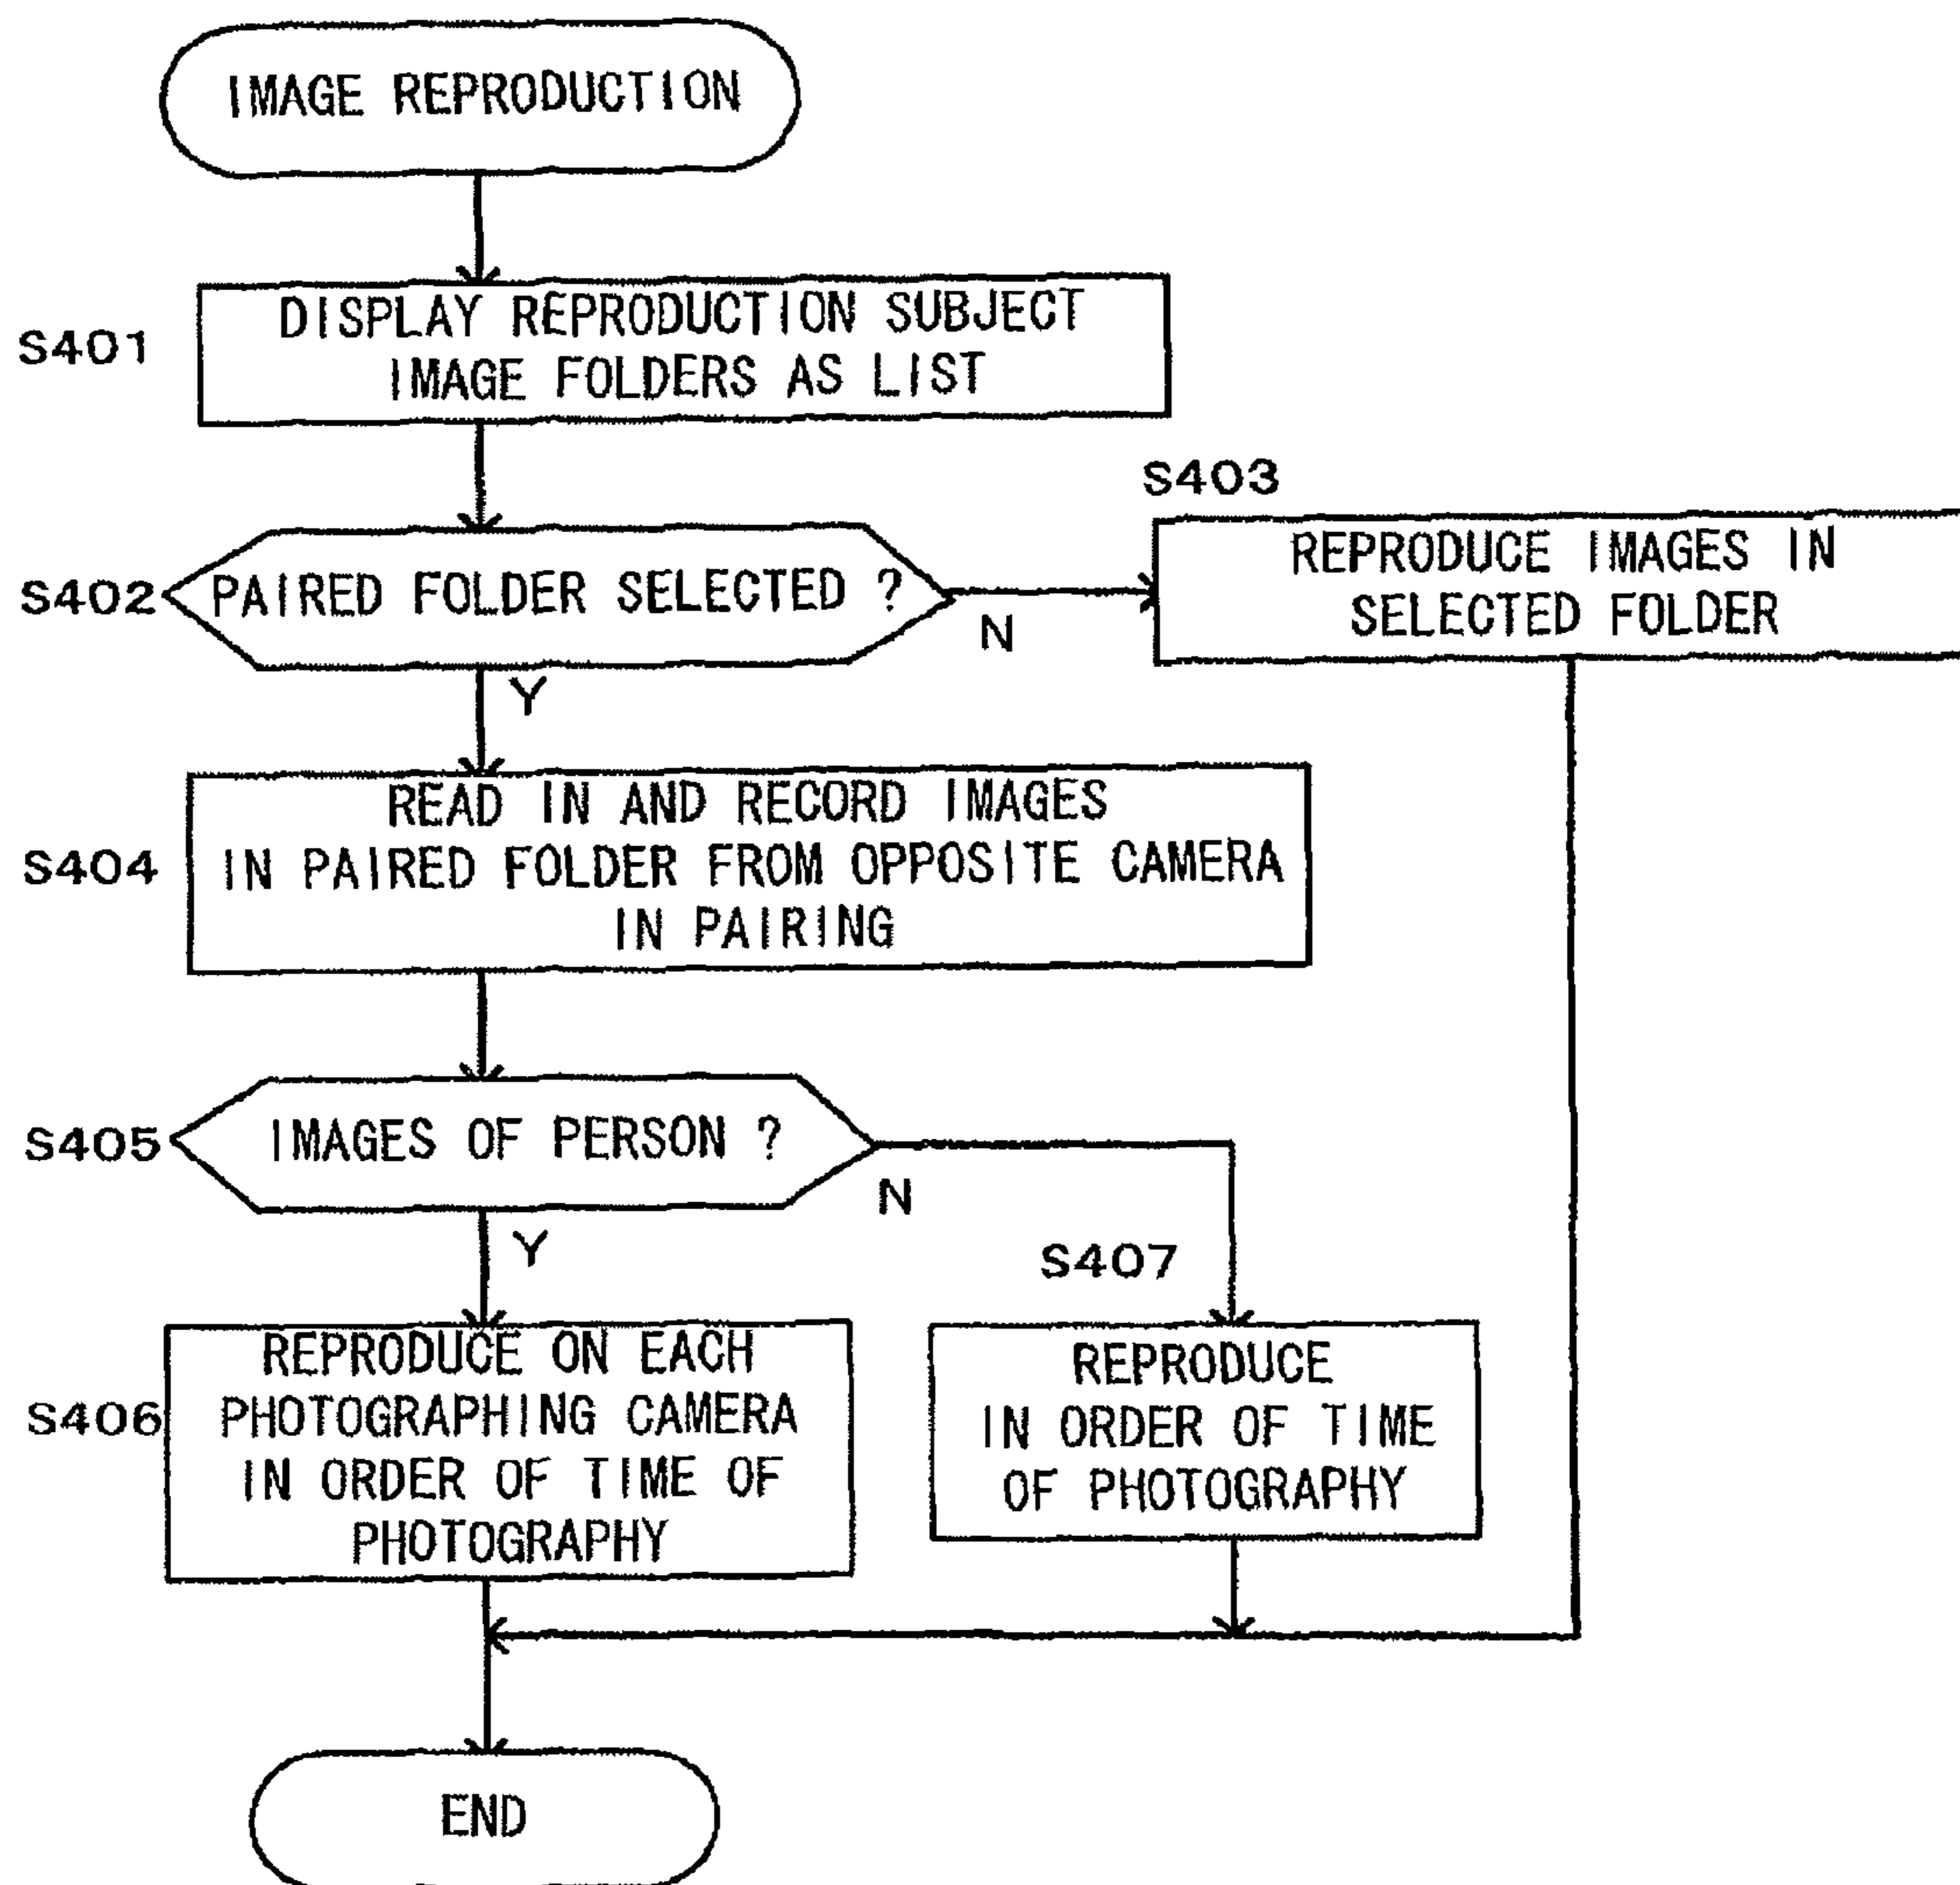 IMAGE REPRODUCTION
S401
DISPLAY REPRODUCTION SUBJECT
IMAGE FOLDERS AS LIST
S402
PAIRED FOLDER SELECTED ?
N
Y
S403
REPRODUCE IMAGES IN
SELECTED FOLDER
S404
READ IN AND RECORD IMAGES
IN PAIRED FOLDER FROM OPPOSITE CAMERA
IN PAIRING
S405
IMAGES OF PERSON ?
N
Y
S406
REPRODUCE ON EACH
PHOTOGRAPHING CAMERA
IN ORDER OF TIME OF
PHOTOGRAPHY
S407
REPRODUCE
IN ORDER OF TIME
OF PHOTOGRAPHY
END